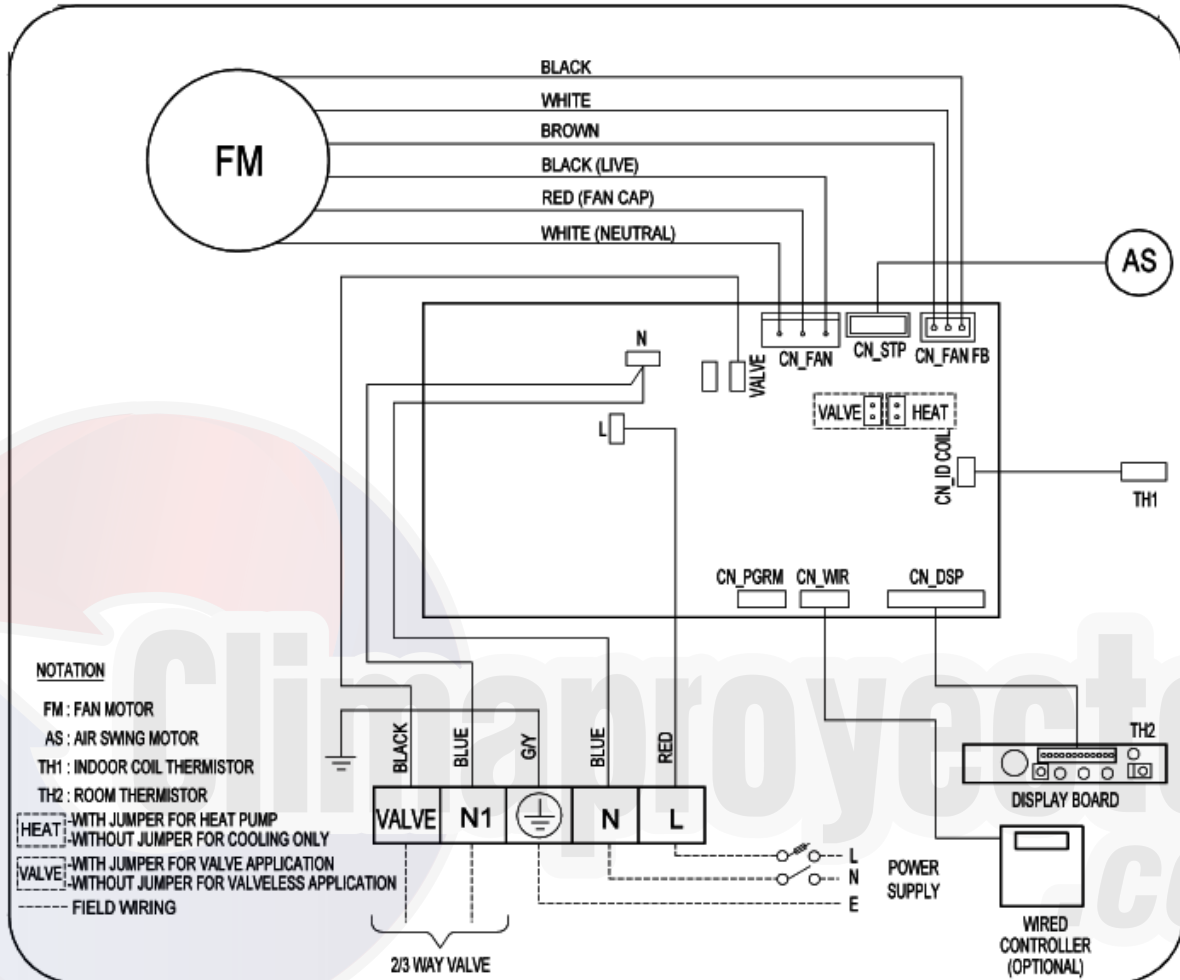 BLACK
WHITE
BROWN
BLACK (LIVE)
RED (FAN CAP)
WHITE (NEUTRAL)
FM
AS
N
L
VALVE
CN_FAN
CN_STP
CN_FAN FB
VALVE
HEAT
CN_ID COIL
TH1
CN_PGRM
CN_WIR
CN_DSP
NOTATION
FM : FAN MOTOR
AS : AIR SWING MOTOR
TH1 : INDOOR COIL THERMISTOR
TH2 : ROOM THERMISTOR
HEAT -WITH JUMPER FOR HEAT PUMP
-WITHOUT JUMPER FOR COOLING ONLY
VALVE -WITH JUMPER FOR VALVE APPLICATION
-WITHOUT JUMPER FOR VALVELESS APPLICATION
FIELD WIRING
BLACK
BLUE
G/Y
BLUE
RED
VALVE
N1
N
L
2/3 WAY VALVE
L
N
E
POWER
SUPPLY
TH2
DISPLAY BOARD
WIRED
CONTROLLER
(OPTIONAL)
Climaproyecto
.co